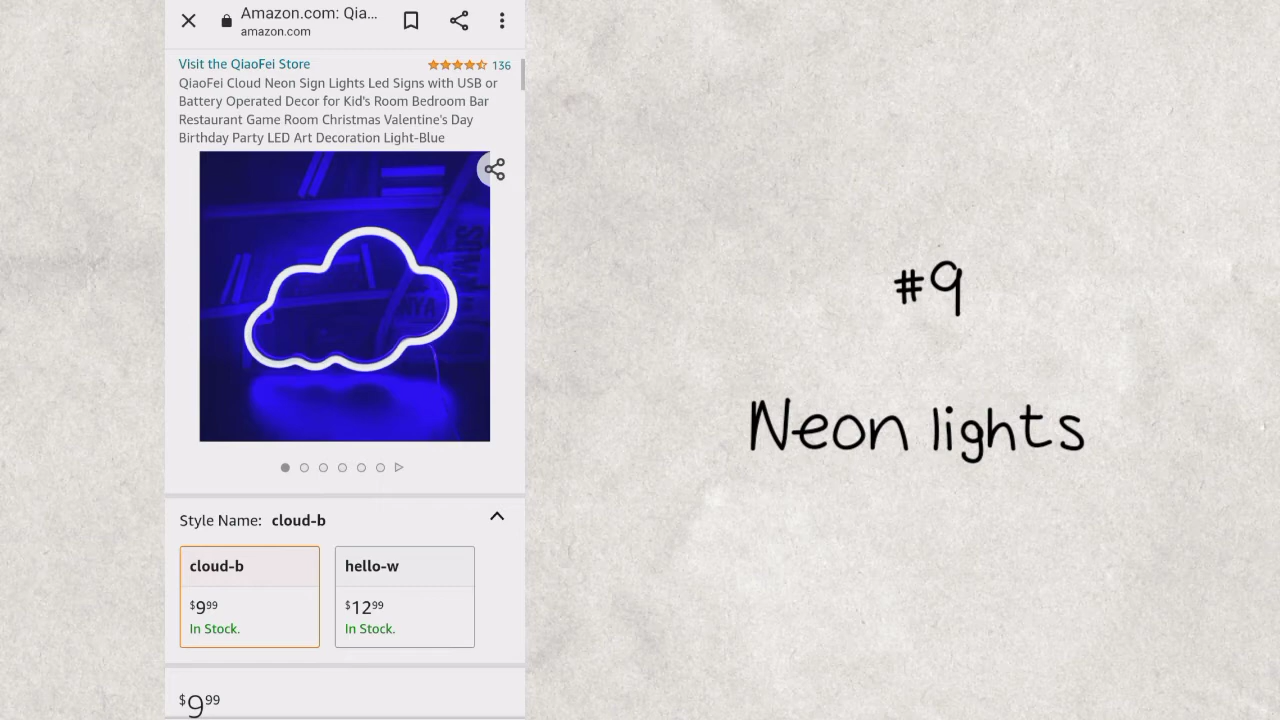 Amazon.com: Qia...
amazon.com
Visit the QiaoFei Store 136
QiaoFei Cloud Neon Sign Lights Led Signs with USB or
Battery Operated Decor for Kid's Room Bedroom Bar
Restaurant Game Room Christmas Valentine's Day
Birthday Party LED Art Decoration Light-Blue
Style Name: cloud-b
cloud-b hello-w
$9.99 $12.99
In Stock. In Stock.
$9.99
#9
Neon lights